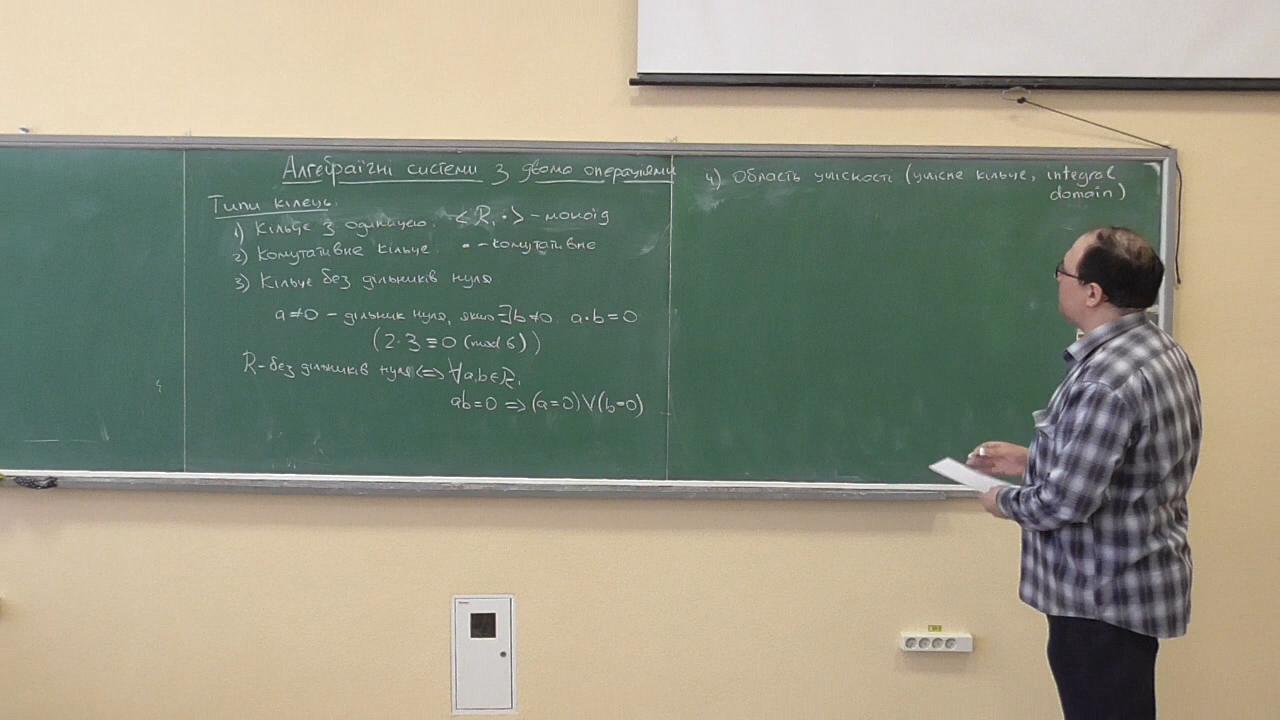 Алгебраїчні системи з двома операціями
Типи кілець.
1) Кільце з одиницею. <R, ·> – моноїд
2) Комутативне кільце · – комутативне
3) Кільце без дільників нуля
a≠0 – дільник нуля, якщо ∃b≠0 a·b=0
(2·3≡0 (mod 6))
R – без дільників нуля ⟺ ∀a,b∈R,
ab=0 ⟹ (a=0)∨(b=0)
4) Область цілісності (цілісне кільце, integral
domain)